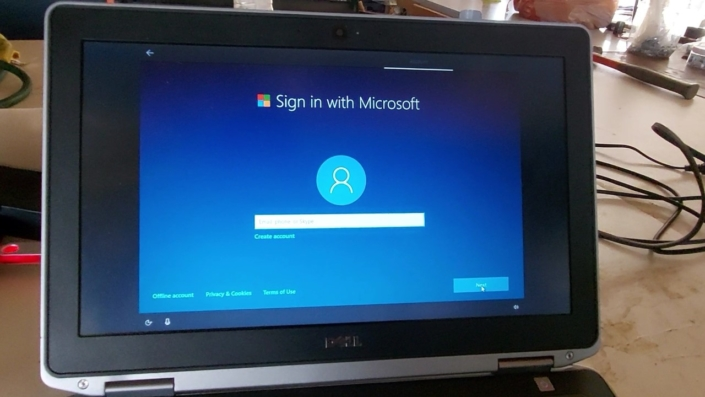 Sign in with Microsoft
Create account
Offline account
Privacy & Cookies
Terms of Use
Next
DELL